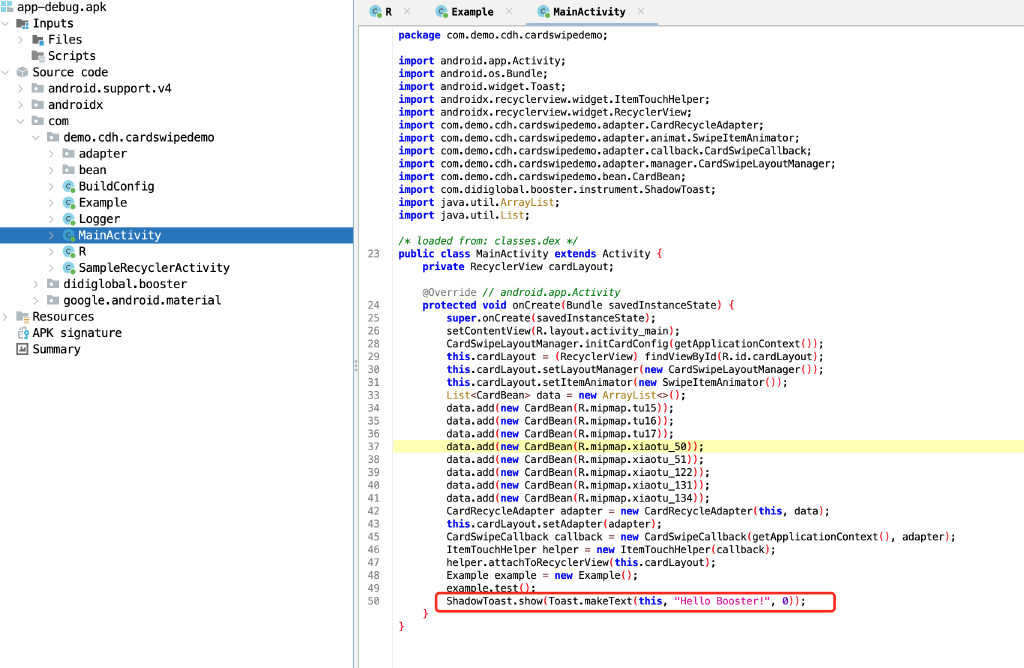 app-debug.apk
Inputs
Files
Scripts
Source code
android.support.v4
androidx
com
demo.cdh.cardswipedemo
adapter
bean
BuildConfig
Example
Logger
MainActivity
R
SampleRecyclerActivity
didiglobal.booster
google.android.material
Resources
APK signature
Summary
R Example MainActivity
package com.demo.cdh.cardswipedemo;
import android.app.Activity;
import android.os.Bundle;
import android.widget.Toast;
import androidx.recyclerview.widget.ItemTouchHelper;
import androidx.recyclerview.widget.RecyclerView;
import com.demo.cdh.cardswipedemo.adapter.CardRecycleAdapter;
import com.demo.cdh.cardswipedemo.adapter.animat.SwipeItemAnimator;
import com.demo.cdh.cardswipedemo.adapter.callback.CardSwipeCallback;
import com.demo.cdh.cardswipedemo.adapter.manager.CardSwipeLayoutManager;
import com.demo.cdh.cardswipedemo.bean.CardBean;
import com.didiglobal.booster.instrument.ShadowToast;
import java.util.ArrayList;
import java.util.List;
/* loaded from: classes.dex */
23 public class MainActivity extends Activity {
private RecyclerView cardLayout;
@Override // android.app.Activity
24 protected void onCreate(Bundle savedInstanceState) {
25 super.onCreate(savedInstanceState);
26 setContentView(R.layout.activity_main);
28 CardSwipeLayoutManager.initCardConfig(getApplicationContext());
29 this.cardLayout = (RecyclerView) findViewById(R.id.cardLayout);
30 this.cardLayout.setLayoutManager(new CardSwipeLayoutManager());
31 this.cardLayout.setItemAnimator(new SwipeItemAnimator());
33 List<CardBean> data = new ArrayList<>();
34 data.add(new CardBean(R.mipmap.tu15));
35 data.add(new CardBean(R.mipmap.tu16));
36 data.add(new CardBean(R.mipmap.tu17));
37 data.add(new CardBean(R.mipmap.xiaotu_50));
38 data.add(new CardBean(R.mipmap.xiaotu_51));
39 data.add(new CardBean(R.mipmap.xiaotu_122));
40 data.add(new CardBean(R.mipmap.xiaotu_131));
41 data.add(new CardBean(R.mipmap.xiaotu_134));
42 CardRecycleAdapter adapter = new CardRecycleAdapter(this, data);
43 this.cardLayout.setAdapter(adapter);
45 CardSwipeCallback callback = new CardSwipeCallback(getApplicationContext(), adapter);
46 ItemTouchHelper helper = new ItemTouchHelper(callback);
47 helper.attachToRecyclerView(this.cardLayout);
48 Example example = new Example();
49 example.test();
50 ShadowToast.show(Toast.makeText(this, "Hello Booster!", 0));
}
}